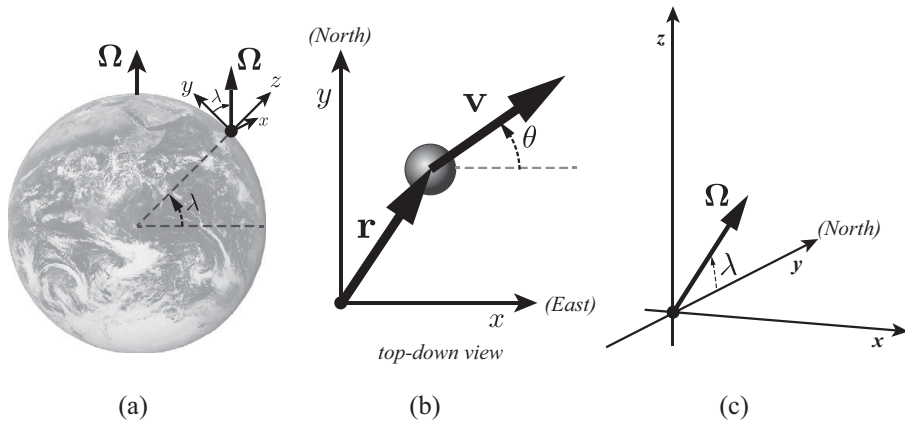 Ω
Ω
y
λ
z
x
λ
(a)
(North)
y
v
θ
r
x
(East)
top-down view
(b)
z
Ω
(North)
λ
y
x
(c)